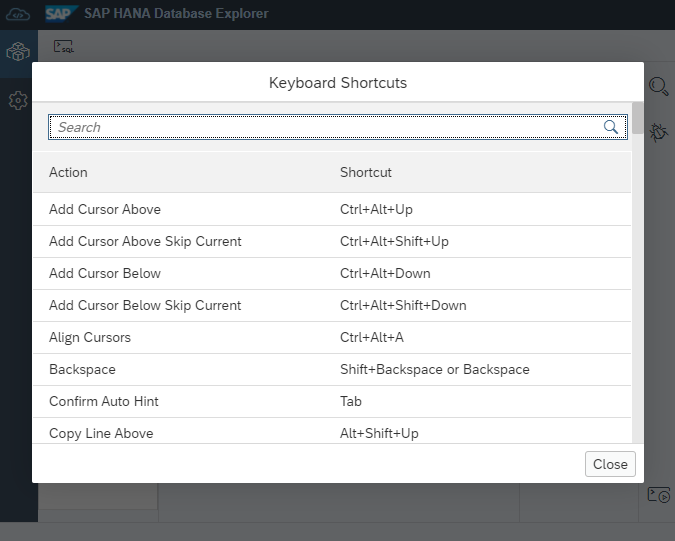 SAP SAP HANA Database Explorer
SQL
Keyboard Shortcuts
Search
Action Shortcut
Add Cursor Above Ctrl+Alt+Up
Add Cursor Above Skip Current Ctrl+Alt+Shift+Up
Add Cursor Below Ctrl+Alt+Down
Add Cursor Below Skip Current Ctrl+Alt+Shift+Down
Align Cursors Ctrl+Alt+A
Backspace Shift+Backspace or Backspace
Confirm Auto Hint Tab
Copy Line Above Alt+Shift+Up
Close